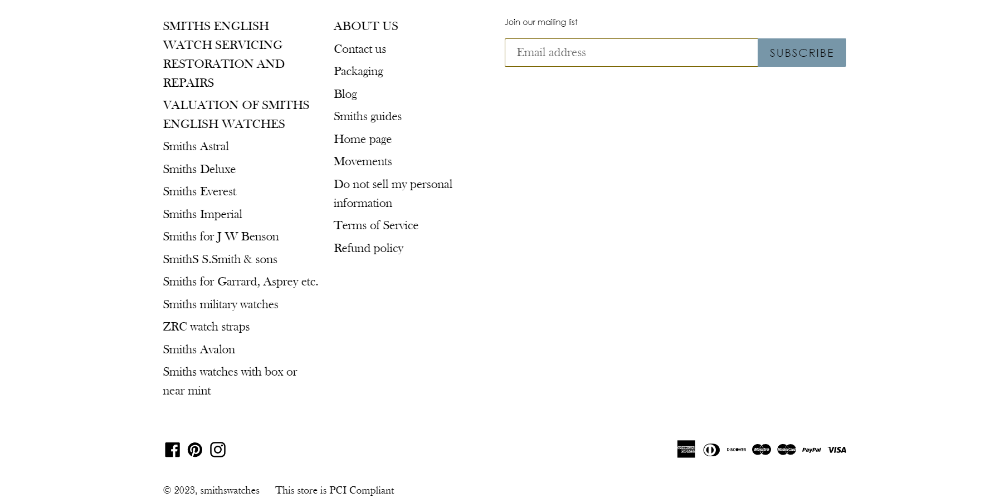 SMITHS ENGLISH
WATCH SERVICING
RESTORATION AND
REPAIRS
VALUATION OF SMITHS
ENGLISH WATCHES
Smiths Astral
Smiths Deluxe
Smiths Everest
Smiths Imperial
Smiths for J W Benson
SmithS S.Smith & sons
Smiths for Garrard, Asprey etc.
Smiths military watches
ZRC watch straps
Smiths Avalon
Smiths watches with box or
near mint
ABOUT US
Contact us
Packaging
Blog
Smiths guides
Home page
Movements
Do not sell my personal
information
Terms of Service
Refund policy
Join our mailing list
Email address
SUBSCRIBE
AMERICAN
EXPRESS
DISCOVER
Maestro
MasterCard
PayPal
VISA
© 2023, smithswatches
This store is PCI Compliant